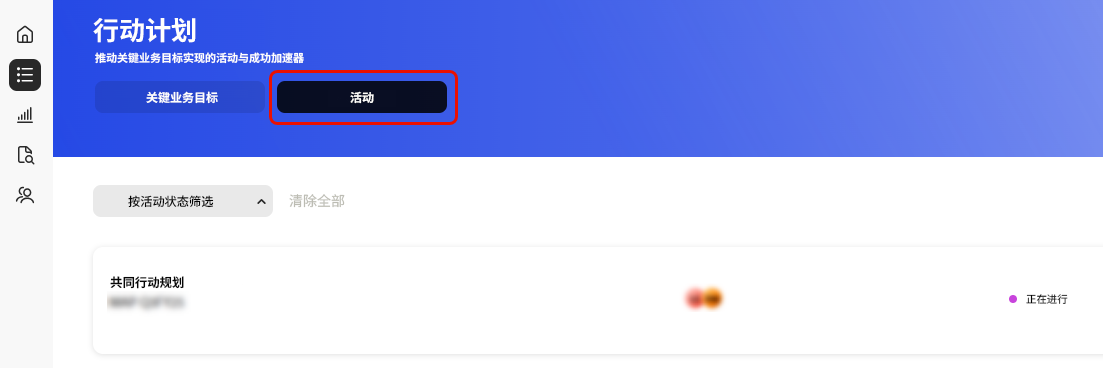 行动计划
推动关键业务目标实现的活动与成功加速器
关键业务目标
活动
按活动状态筛选
清除全部
共同行动规划
正在进行